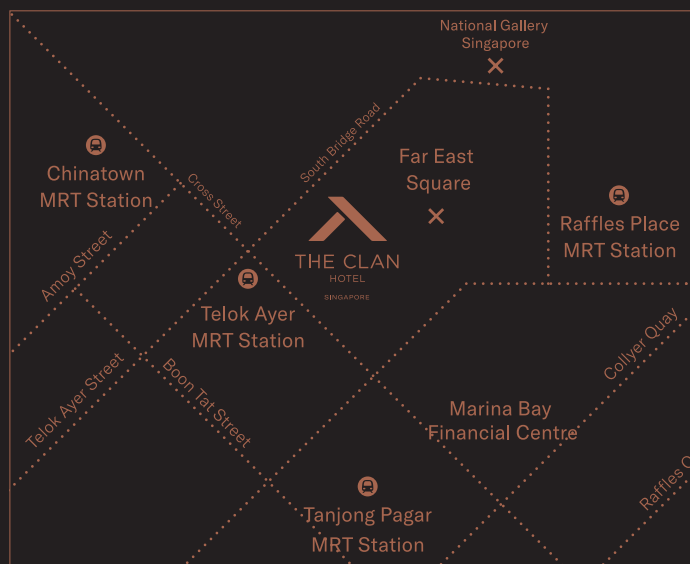 National Gallery
Singapore
South Bridge Road
Chinatown
MRT Station
Far East
Square
Cross Street
Raffles Place
MRT Station
Amoy Street
THE CLAN
HOTEL
SINGAPORE
Telok Ayer
MRT Station
Collyer Quay
Telok Ayer Street
Boon Tat Street
Marina Bay
Financial Centre
Raffles
Tanjong Pagar
MRT Station